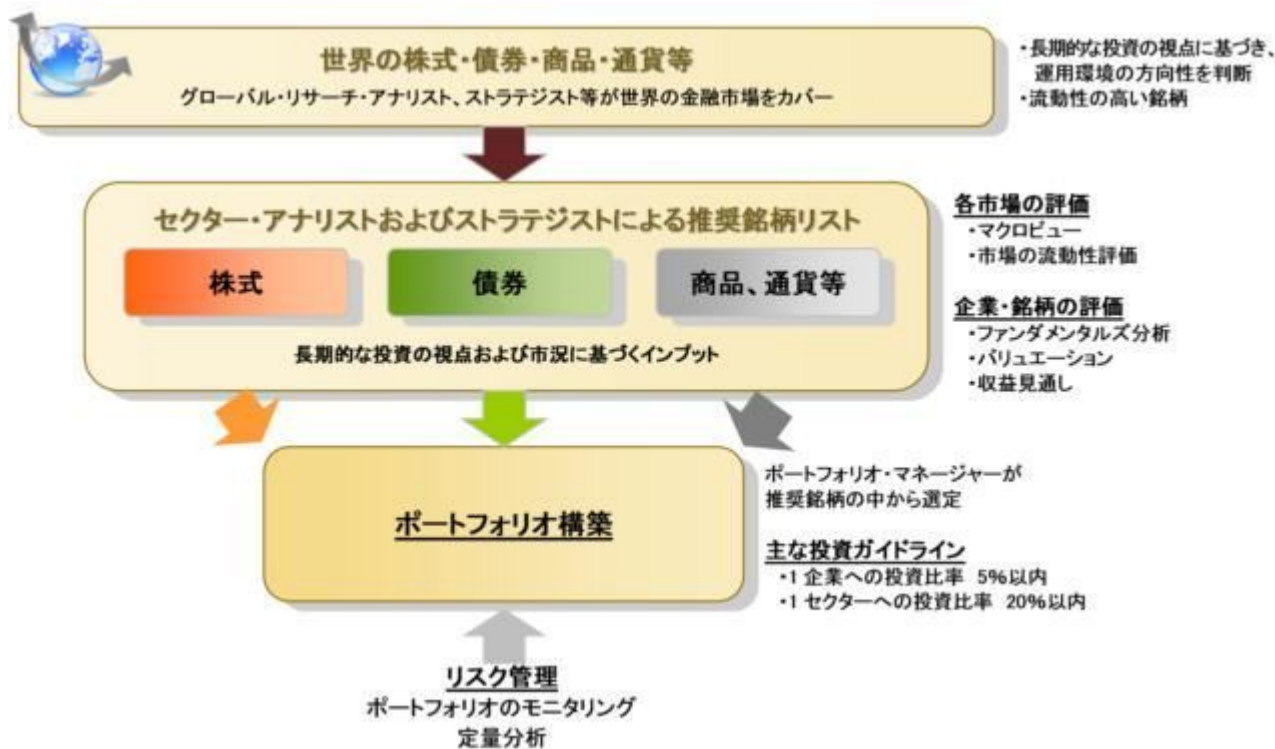 世界の株式・債券・商品・通貨等
グローバル・リサーチ・アナリスト、ストラテジスト等が世界の金融市場をカバー
・長期的な投資の視点に基づき、
運用環境の方向性を判断
・流動性の高い銘柄
セクター・アナリストおよびストラテジストによる推奨銘柄リスト
株式
債券
商品、通貨等
長期的な投資の視点および市況に基づくインプット
各市場の評価
・マクロビュー
・市場の流動性評価
企業・銘柄の評価
・ファンダメンタルズ分析
・バリュエーション
・収益見通し
ポートフォリオ構築
ポートフォリオ・マネージャーが
推奨銘柄の中から選定
主な投資ガイドライン
・1 企業への投資比率 5%以内
・1 セクターへの投資比率 20%以内
リスク管理
ポートフォリオのモニタリング
定量分析